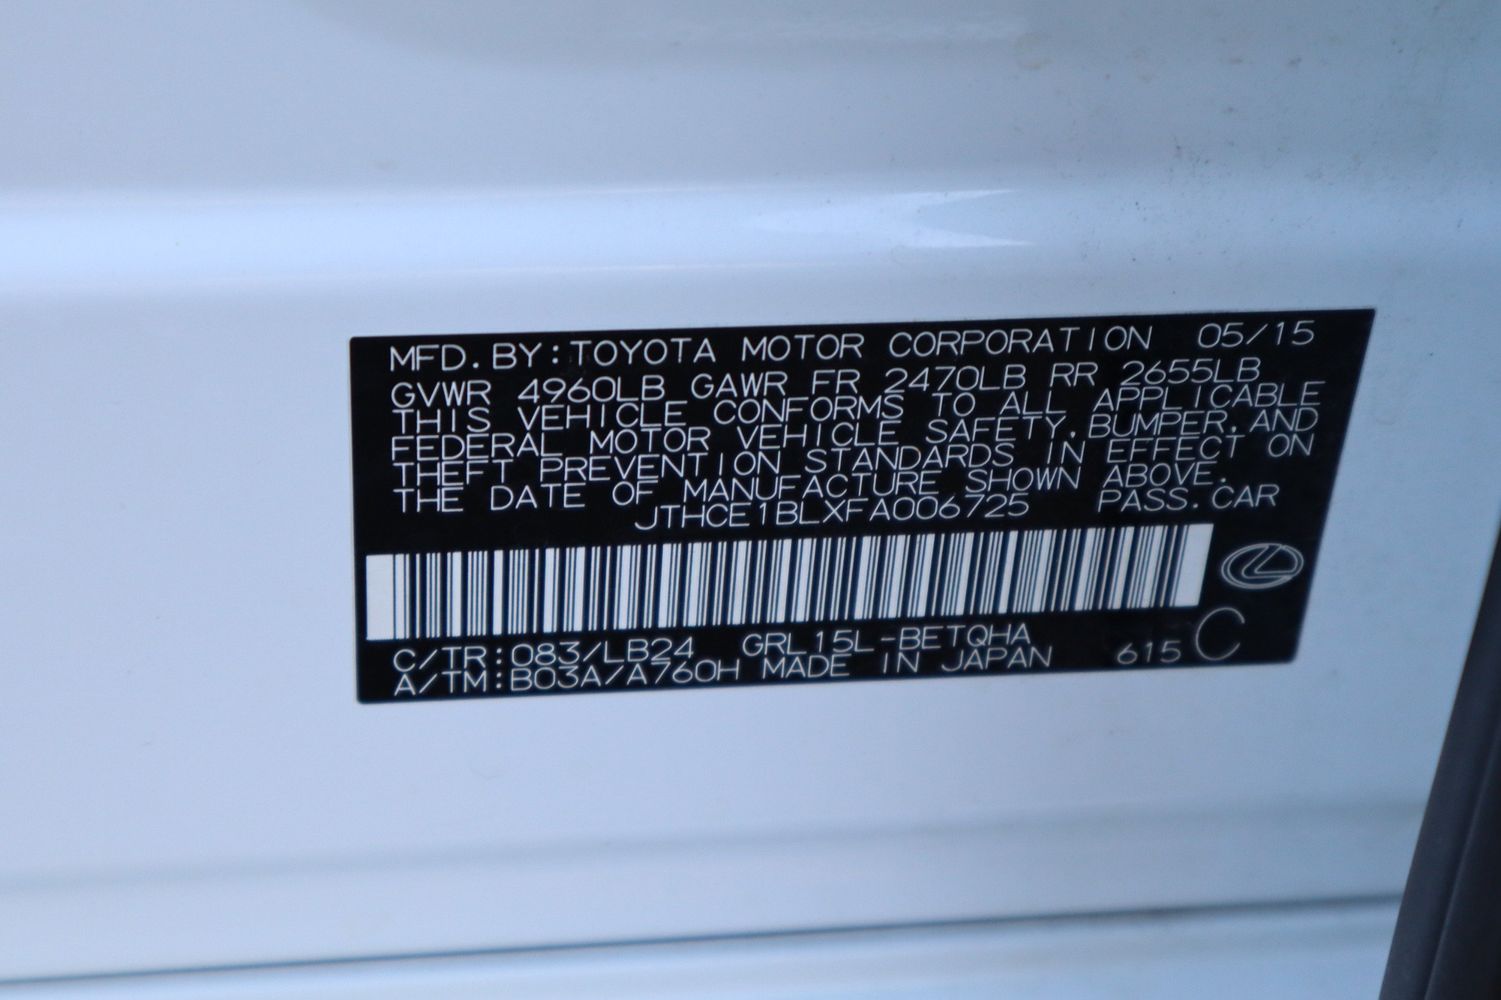 MFD. BY: TOYOTA MOTOR CORPORATION 05/15
GVWR 4960LB GAWR FR 2470LB RR 2655LB
THIS VEHICLE CONFORMS TO ALL APPLICABLE
FEDERAL MOTOR VEHICLE SAFETY, BUMPER, AND
THEFT PREVENTION STANDARDS IN EFFECT ON
THE DATE OF MANUFACTURE SHOWN ABOVE.
JTHCE1BLXFA006725 PASS. CAR
C/TR: 083/LB24 GRL15L-BETQHA
A/TM: B03A/A760H MADE IN JAPAN 615 C